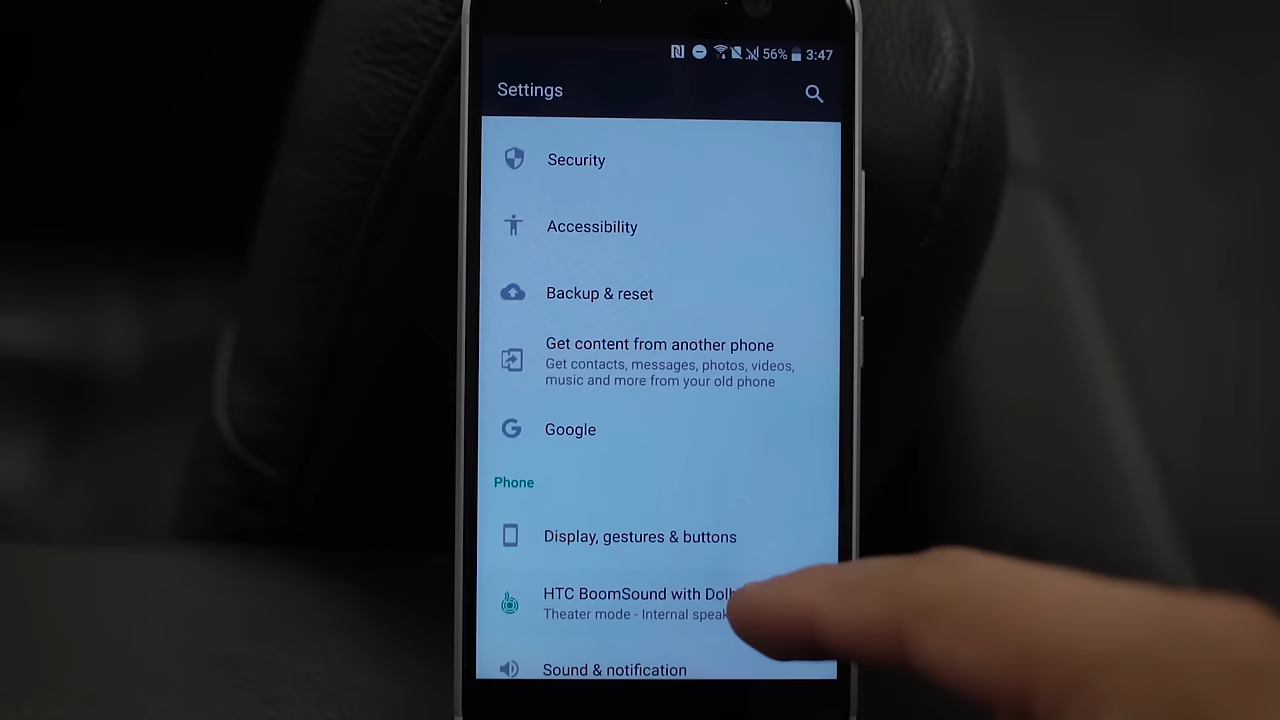 56% 3:47
Settings
Security
Accessibility
Backup & reset
Get content from another phone
Get contacts, messages, photos, videos,
music and more from your old phone
Google
Phone
Display, gestures & buttons
HTC BoomSound with
Theater mode - Internal
Sound & notification